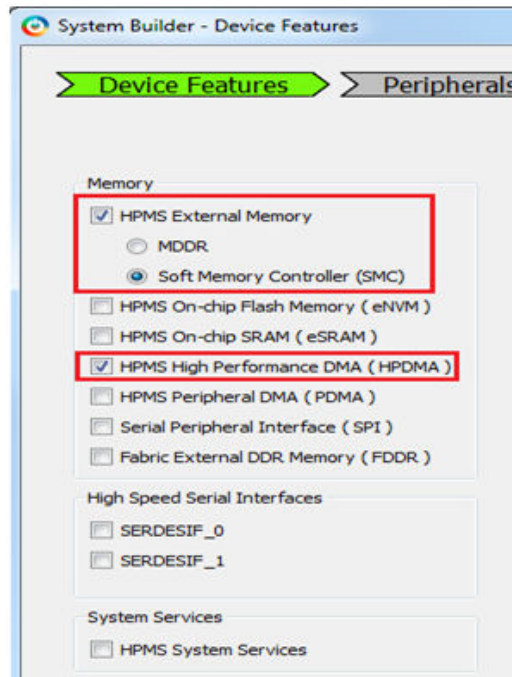 System Builder - Device Features
Device Features Peripherals
Memory
HPMS External Memory
MDDR
Soft Memory Controller (SMC)
HPMS On-chip Flash Memory ( eNVM )
HPMS On-chip SRAM ( eSRAM )
HPMS High Performance DMA ( HPDMA )
HPMS Peripheral DMA ( PDMA )
Serial Peripheral Interface ( SPI )
Fabric External DDR Memory ( FDDR )
High Speed Serial Interfaces
SERDESIF_0
SERDESIF_1
System Services
HPMS System Services